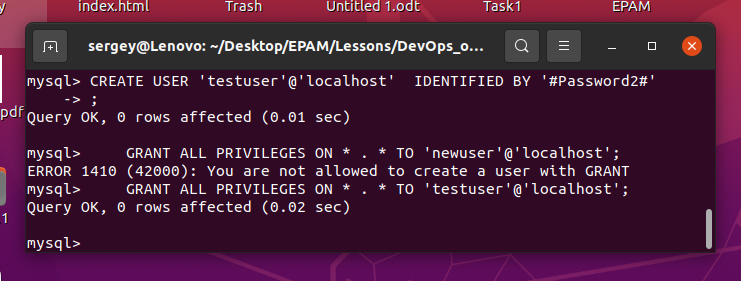 index.html Trash Untitled 1.odt Task1 EPAM
sergey@Lenovo: ~/Desktop/EPAM/Lessons/DevOps_o...
mysql> CREATE USER 'testuser'@'localhost'  IDENTIFIED BY '#Password2#'
    -> ;
pdf
Query OK, 0 rows affected (0.01 sec)
mysql>     GRANT ALL PRIVILEGES ON * . * TO 'newuser'@'localhost';
ERROR 1410 (42000): You are not allowed to create a user with GRANT
mysql>     GRANT ALL PRIVILEGES ON * . * TO 'testuser'@'localhost';
Query OK, 0 rows affected (0.02 sec)
1
mysql>